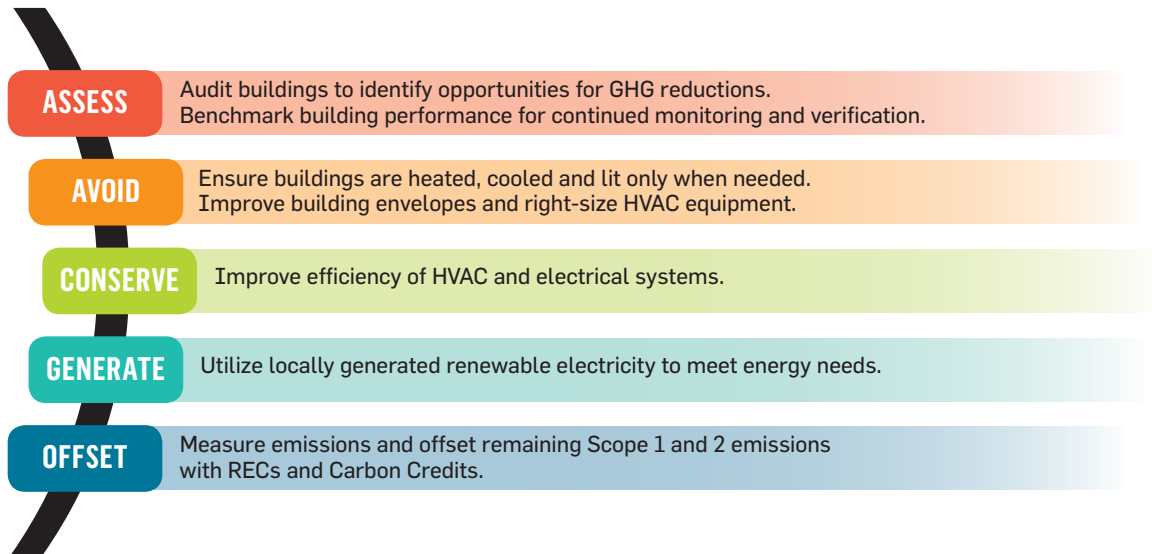 ASSESS
Audit buildings to identify opportunities for GHG reductions.
Benchmark building performance for continued monitoring and verification.
AVOID
Ensure buildings are heated, cooled and lit only when needed.
Improve building envelopes and right-size HVAC equipment.
CONSERVE
Improve efficiency of HVAC and electrical systems.
GENERATE
Utilize locally generated renewable electricity to meet energy needs.
OFFSET
Measure emissions and offset remaining Scope 1 and 2 emissions
with RECs and Carbon Credits.